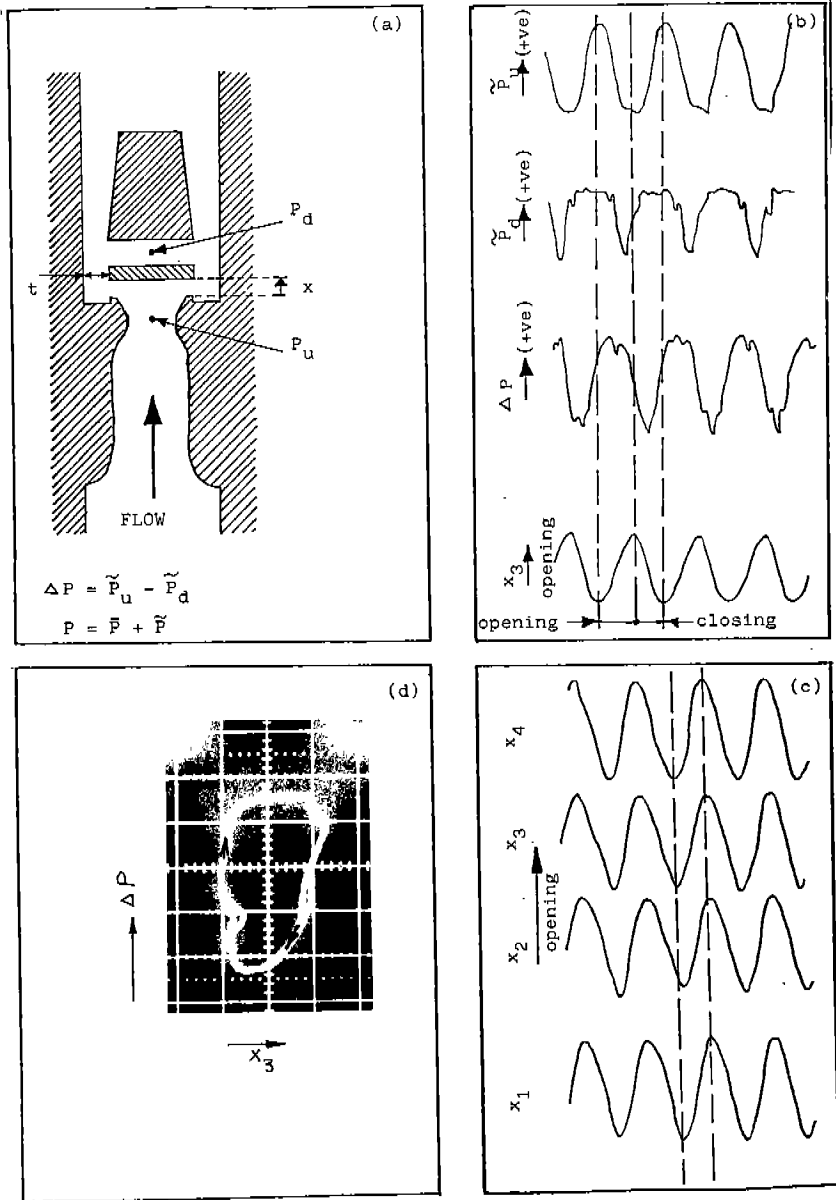 (a)
P_d
t
x
P_u
FLOW
ΔP = P̃_u - P̃_d
P = P̄ + P̃
(b)
P̃_u (+ve)
P̃_d (+ve)
ΔP (+ve)
x_3 opening
opening
closing
(d)
ΔP
x_3
(c)
x_4
x_3
opening
x_2
x_1